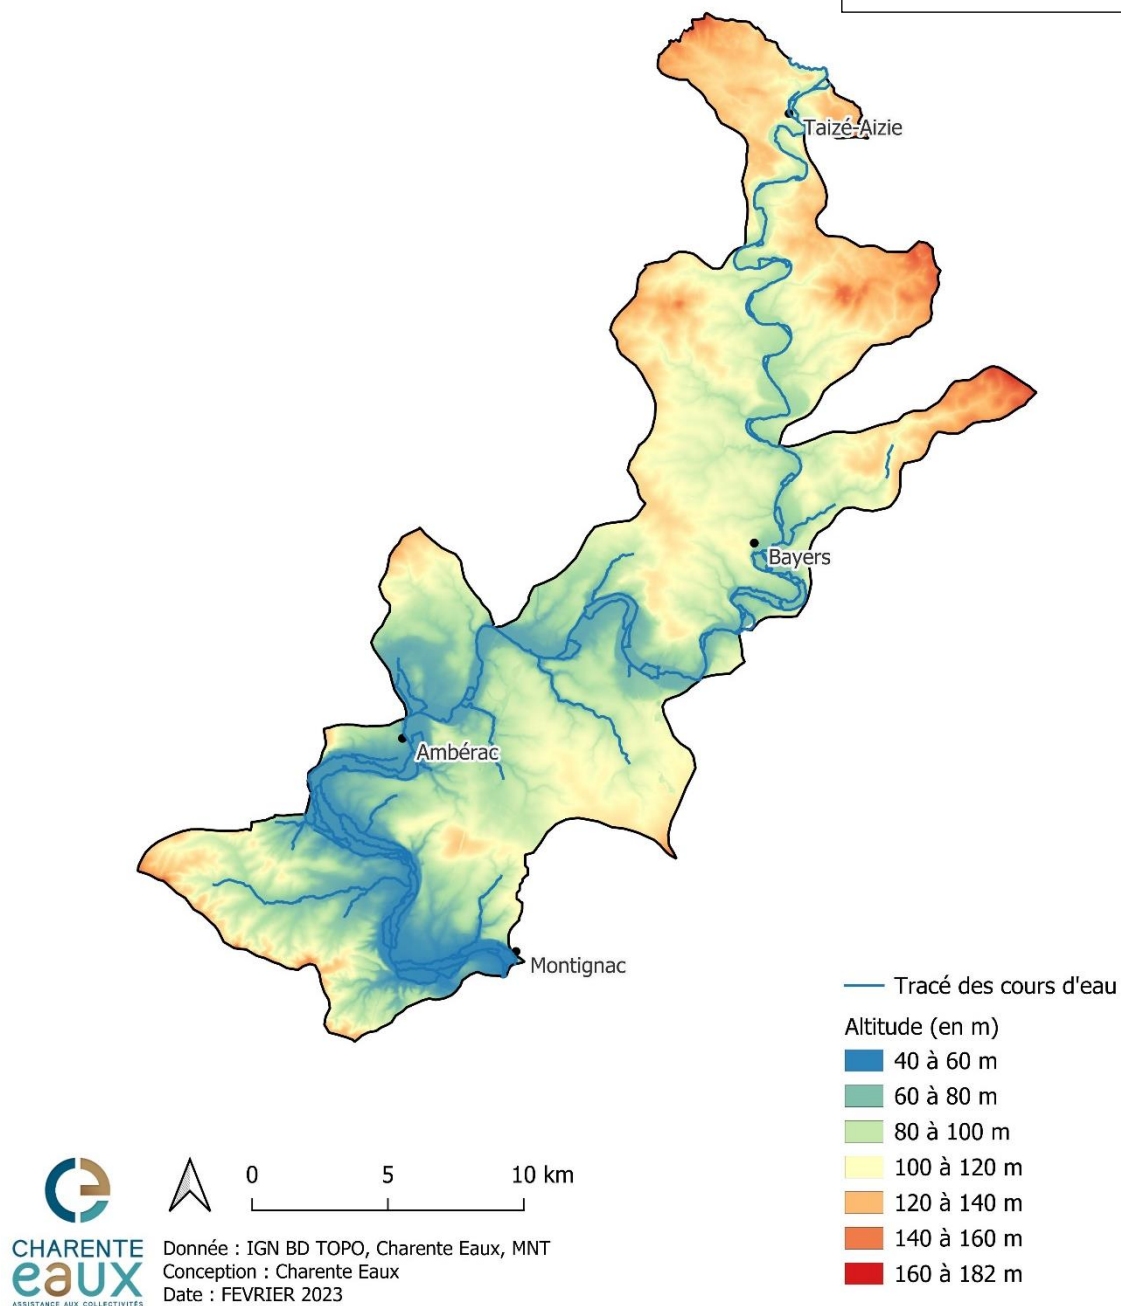 Taizé-Aizie
Bayers
Ambérac
Montignac
Tracé des cours d'eau
Altitude (en m)
40 à 60 m
60 à 80 m
80 à 100 m
100 à 120 m
120 à 140 m
140 à 160 m
160 à 182 m
0 5 10 km
CHARENTE
eaux
ASSISTANCE AUX COLLECTIVITÉS
Donnée : IGN BD TOPO, Charente Eaux, MNT
Conception : Charente Eaux
Date : FEVRIER 2023